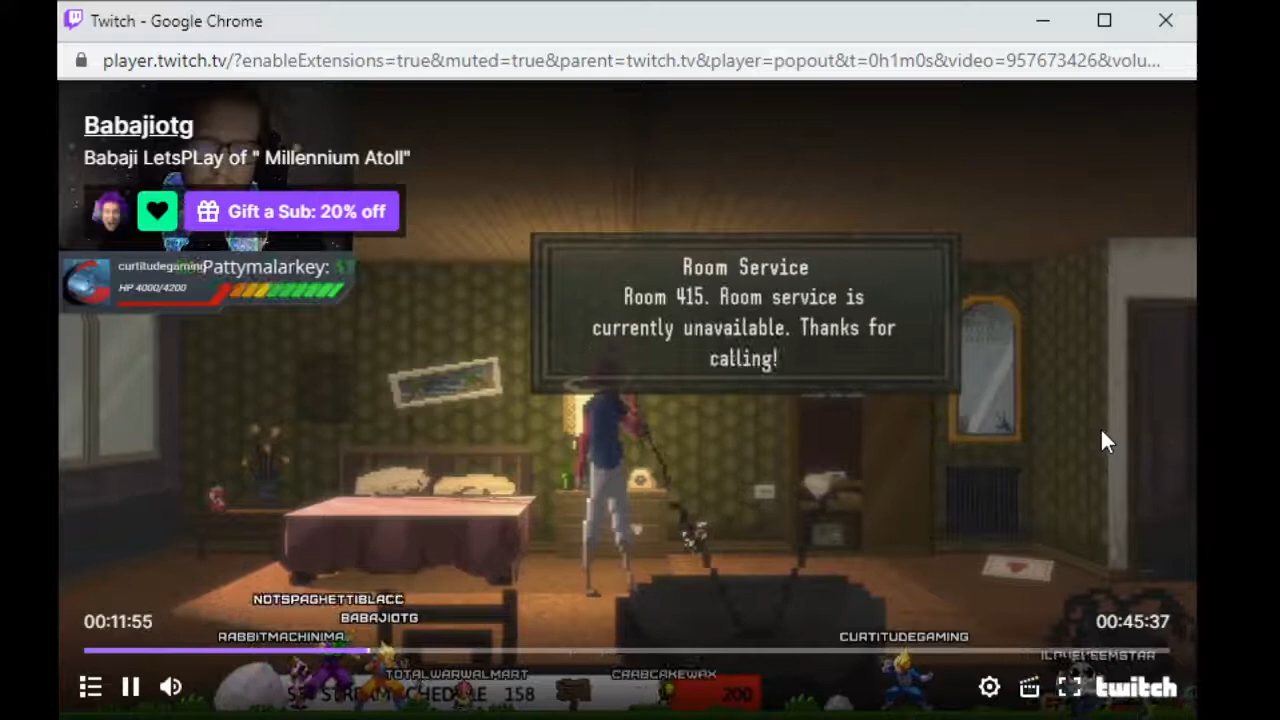 Twitch - Google Chrome
player.twitch.tv/?enableExtensions=true&muted=true&parent=twitch.tv&player=popout&t=0h1m0s&video=957673426&volu...
Babajiotg
Babaji LetsPLay of " Millennium Atoll"
Gift a Sub: 20% off
curtitudegaming
Pattymalarkey:
HP 4000/4200
Room Service
Room 415. Room service is
currently unavailable. Thanks for
calling!
NOTSPAGHETTIBLACC
BABAJIOTG
00:11:55
00:45:37
RABBITMACHINIMA
CURTITUDEGAMING
ILOVEPEEMSTAR
TOTALWARWALMART
CRABCAKEWAX
158
200
twitch